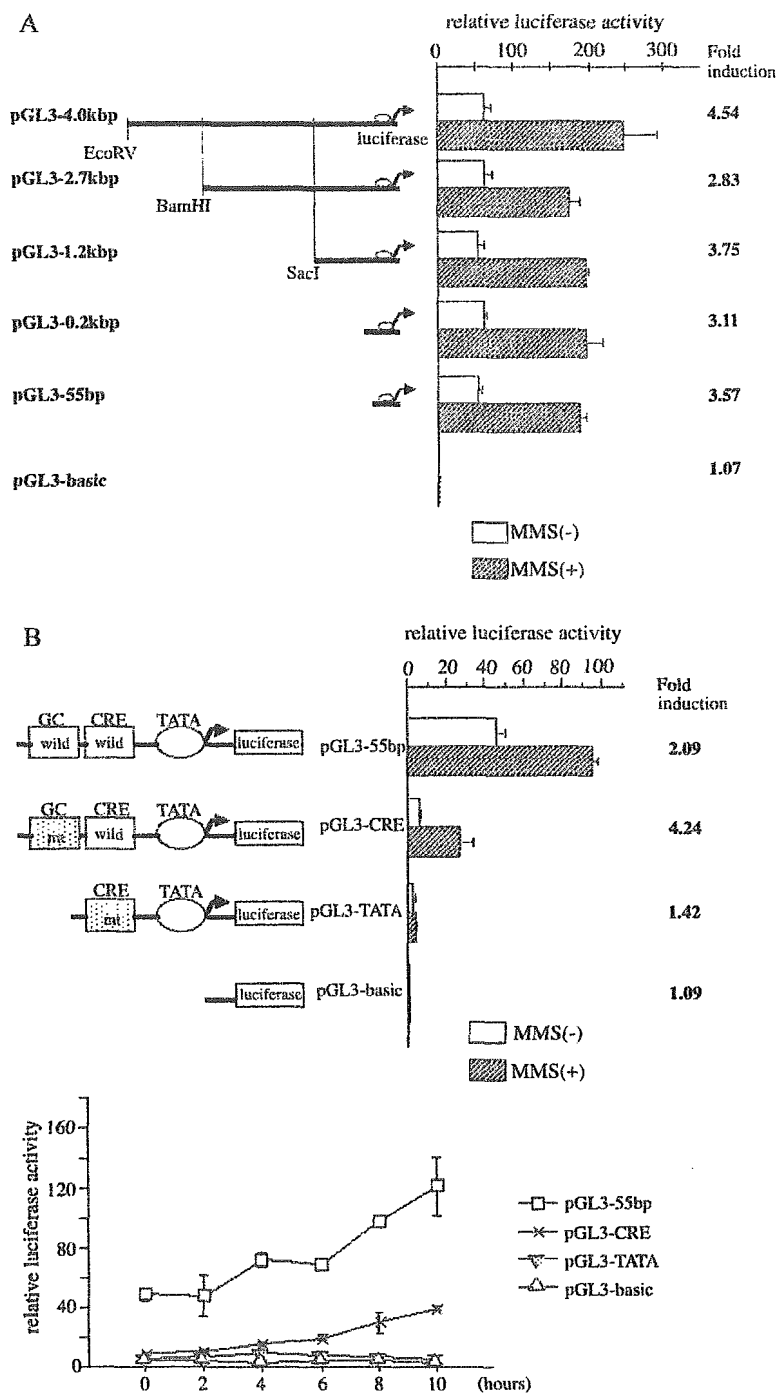 A
relative luciferase activity
0 100 200 300
Fold
induction
pGL3-4.0kbp
luciferase
4.54
EcoRV
pGL3-2.7kbp
2.83
BamHI
pGL3-1.2kbp
3.75
SacI
pGL3-0.2kbp
3.11
pGL3-55bp
3.57
pGL3-basic
1.07
MMS(-)
MMS(+)
B
relative luciferase activity
0 20 40 60 80 100
Fold
induction
GC CRE TATA
wild wild luciferase
pGL3-55bp
2.09
GC CRE TATA
mt wild luciferase
pGL3-CRE
4.24
CRE TATA
mt luciferase
pGL3-TATA
1.42
luciferase
pGL3-basic
1.09
MMS(-)
MMS(+)
relative luciferase activity
160
120
80
40
0
0 2 4 6 8 10 (hours)
pGL3-55bp
pGL3-CRE
pGL3-TATA
pGL3-basic